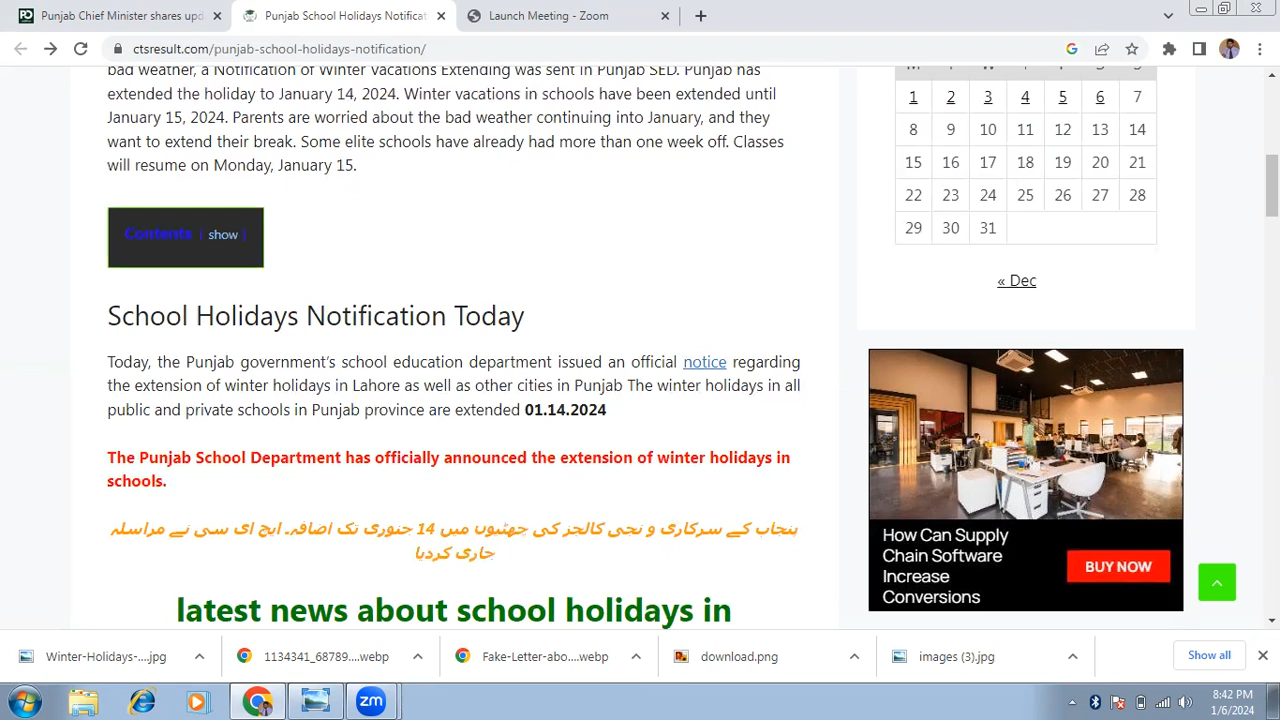 Punjab Chief Minister shares upd
Punjab School Holidays Notificat
Launch Meeting - Zoom
ctsresult.com/punjab-school-holidays-notification/
bad weather, a Notification of Winter Vacations Extending was sent in Punjab SED. Punjab has
extended the holiday to January 14, 2024. Winter vacations in schools have been extended until
January 15, 2024. Parents are worried about the bad weather continuing into January, and they
want to extend their break. Some elite schools have already had more than one week off. Classes
will resume on Monday, January 15.
Contents [ show ]
School Holidays Notification Today
Today, the Punjab government's school education department issued an official notice regarding
the extension of winter holidays in Lahore as well as other cities in Punjab The winter holidays in all
public and private schools in Punjab province are extended 01.14.2024
The Punjab School Department has officially announced the extension of winter holidays in
schools.
پنجاب کے سرکاری و نجی کالجز کی چھٹیوں میں 14 جنوری تک اضافہ۔ ایچ ای سی نے مراسلہ
جاری کردیا
latest news about school holidays in
M T W T F S S
1 2 3 4 5 6 7
8 9 10 11 12 13 14
15 16 17 18 19 20 21
22 23 24 25 26 27 28
29 30 31
« Dec
How Can Supply
Chain Software
Increase
Conversions
BUY NOW
Winter-Holidays-....jpg
1134341_68789....webp
Fake-Letter-abo....webp
download.png
images (3).jpg
Show all
zm
8:42 PM
1/6/2024